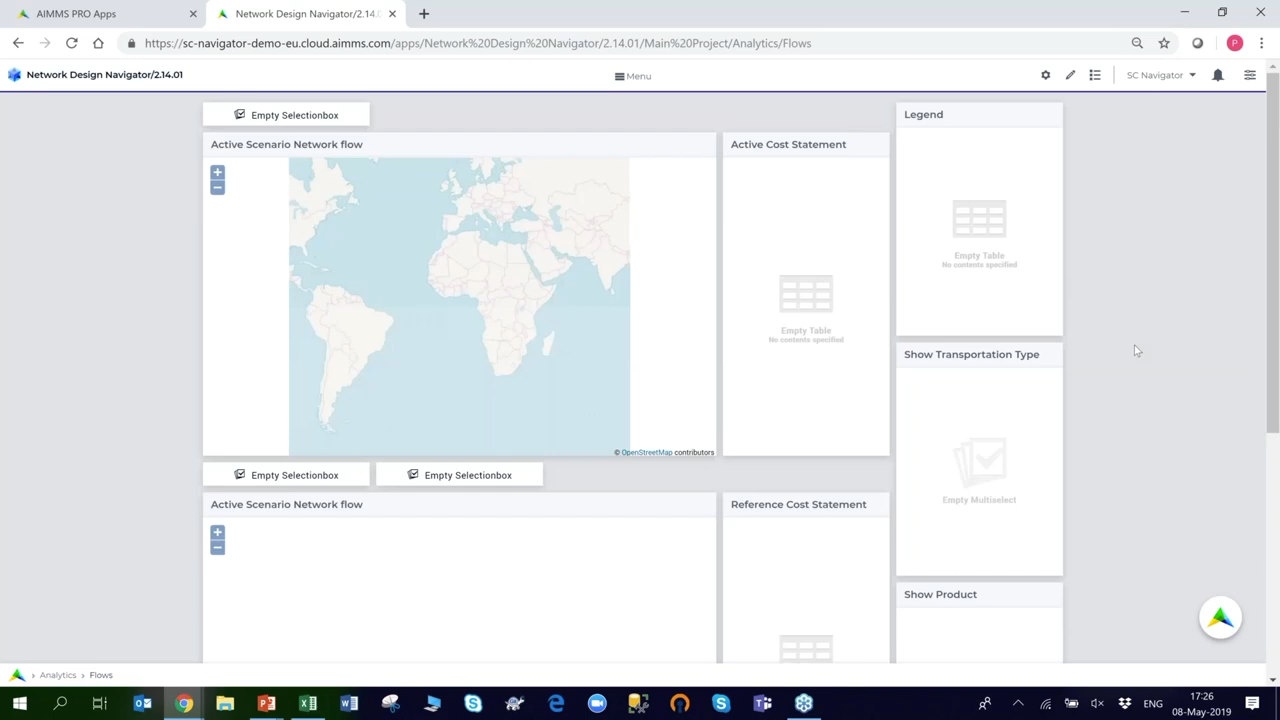 AIMMS PRO Apps
Network Design Navigator/2.14.0
https://sc-navigator-demo-eu.cloud.aimms.com/apps/Network%20Design%20Navigator/2.14.01/Main%20Project/Analytics/Flows
P
Network Design Navigator/2.14.01
Menu
SC Navigator
Empty Selectionbox
Legend
Active Scenario Network flow
Active Cost Statement
+
−
Empty Table
No contents specified
Empty Table
No contents specified
Show Transportation Type
© OpenStreetMap contributors
Empty Selectionbox
Empty Selectionbox
Empty Multiselect
Active Scenario Network flow
Reference Cost Statement
+
−
Show Product
Analytics
Flows
ENG
17:26
08-May-2019